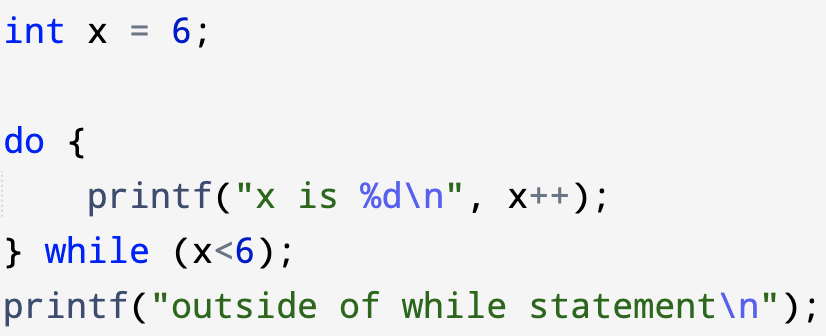 int x = 6;
do {
    printf("x is %d\n", x++);
} while (x<6);
printf("outside of while statement\n");